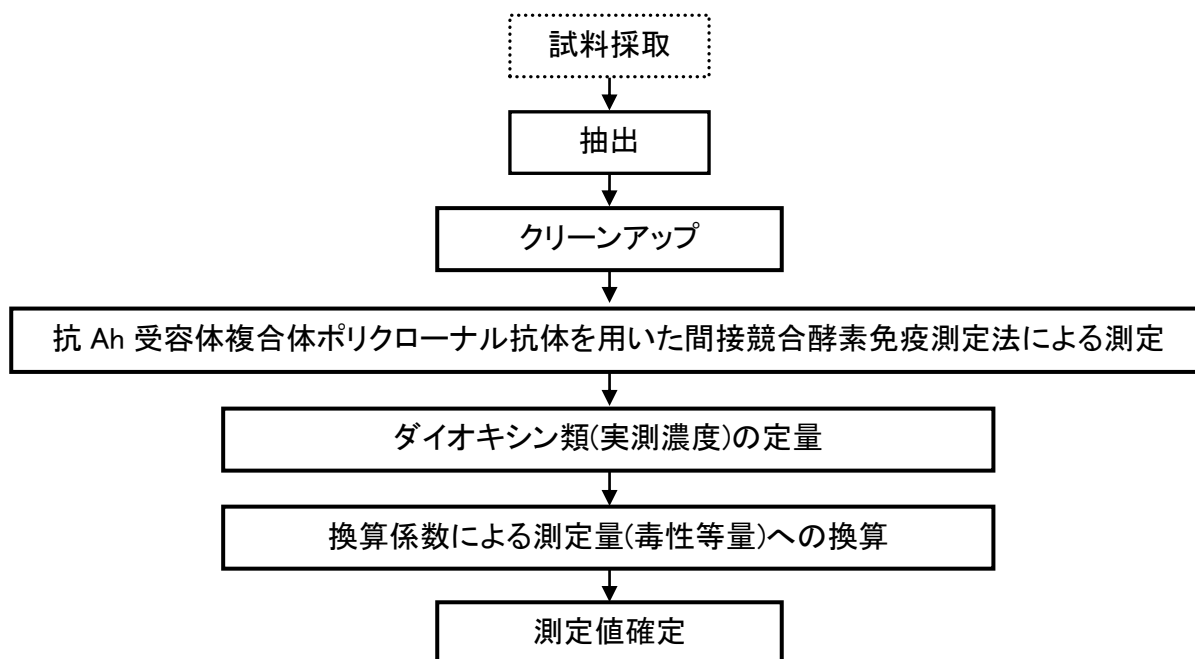 試料採取
抽出
クリーンアップ
抗 Ah 受容体複合体ポリクローナル抗体を用いた間接競合酵素免疫測定法による測定
ダイオキシン類(実測濃度)の定量
換算係数による測定量(毒性等量)への換算
測定値確定